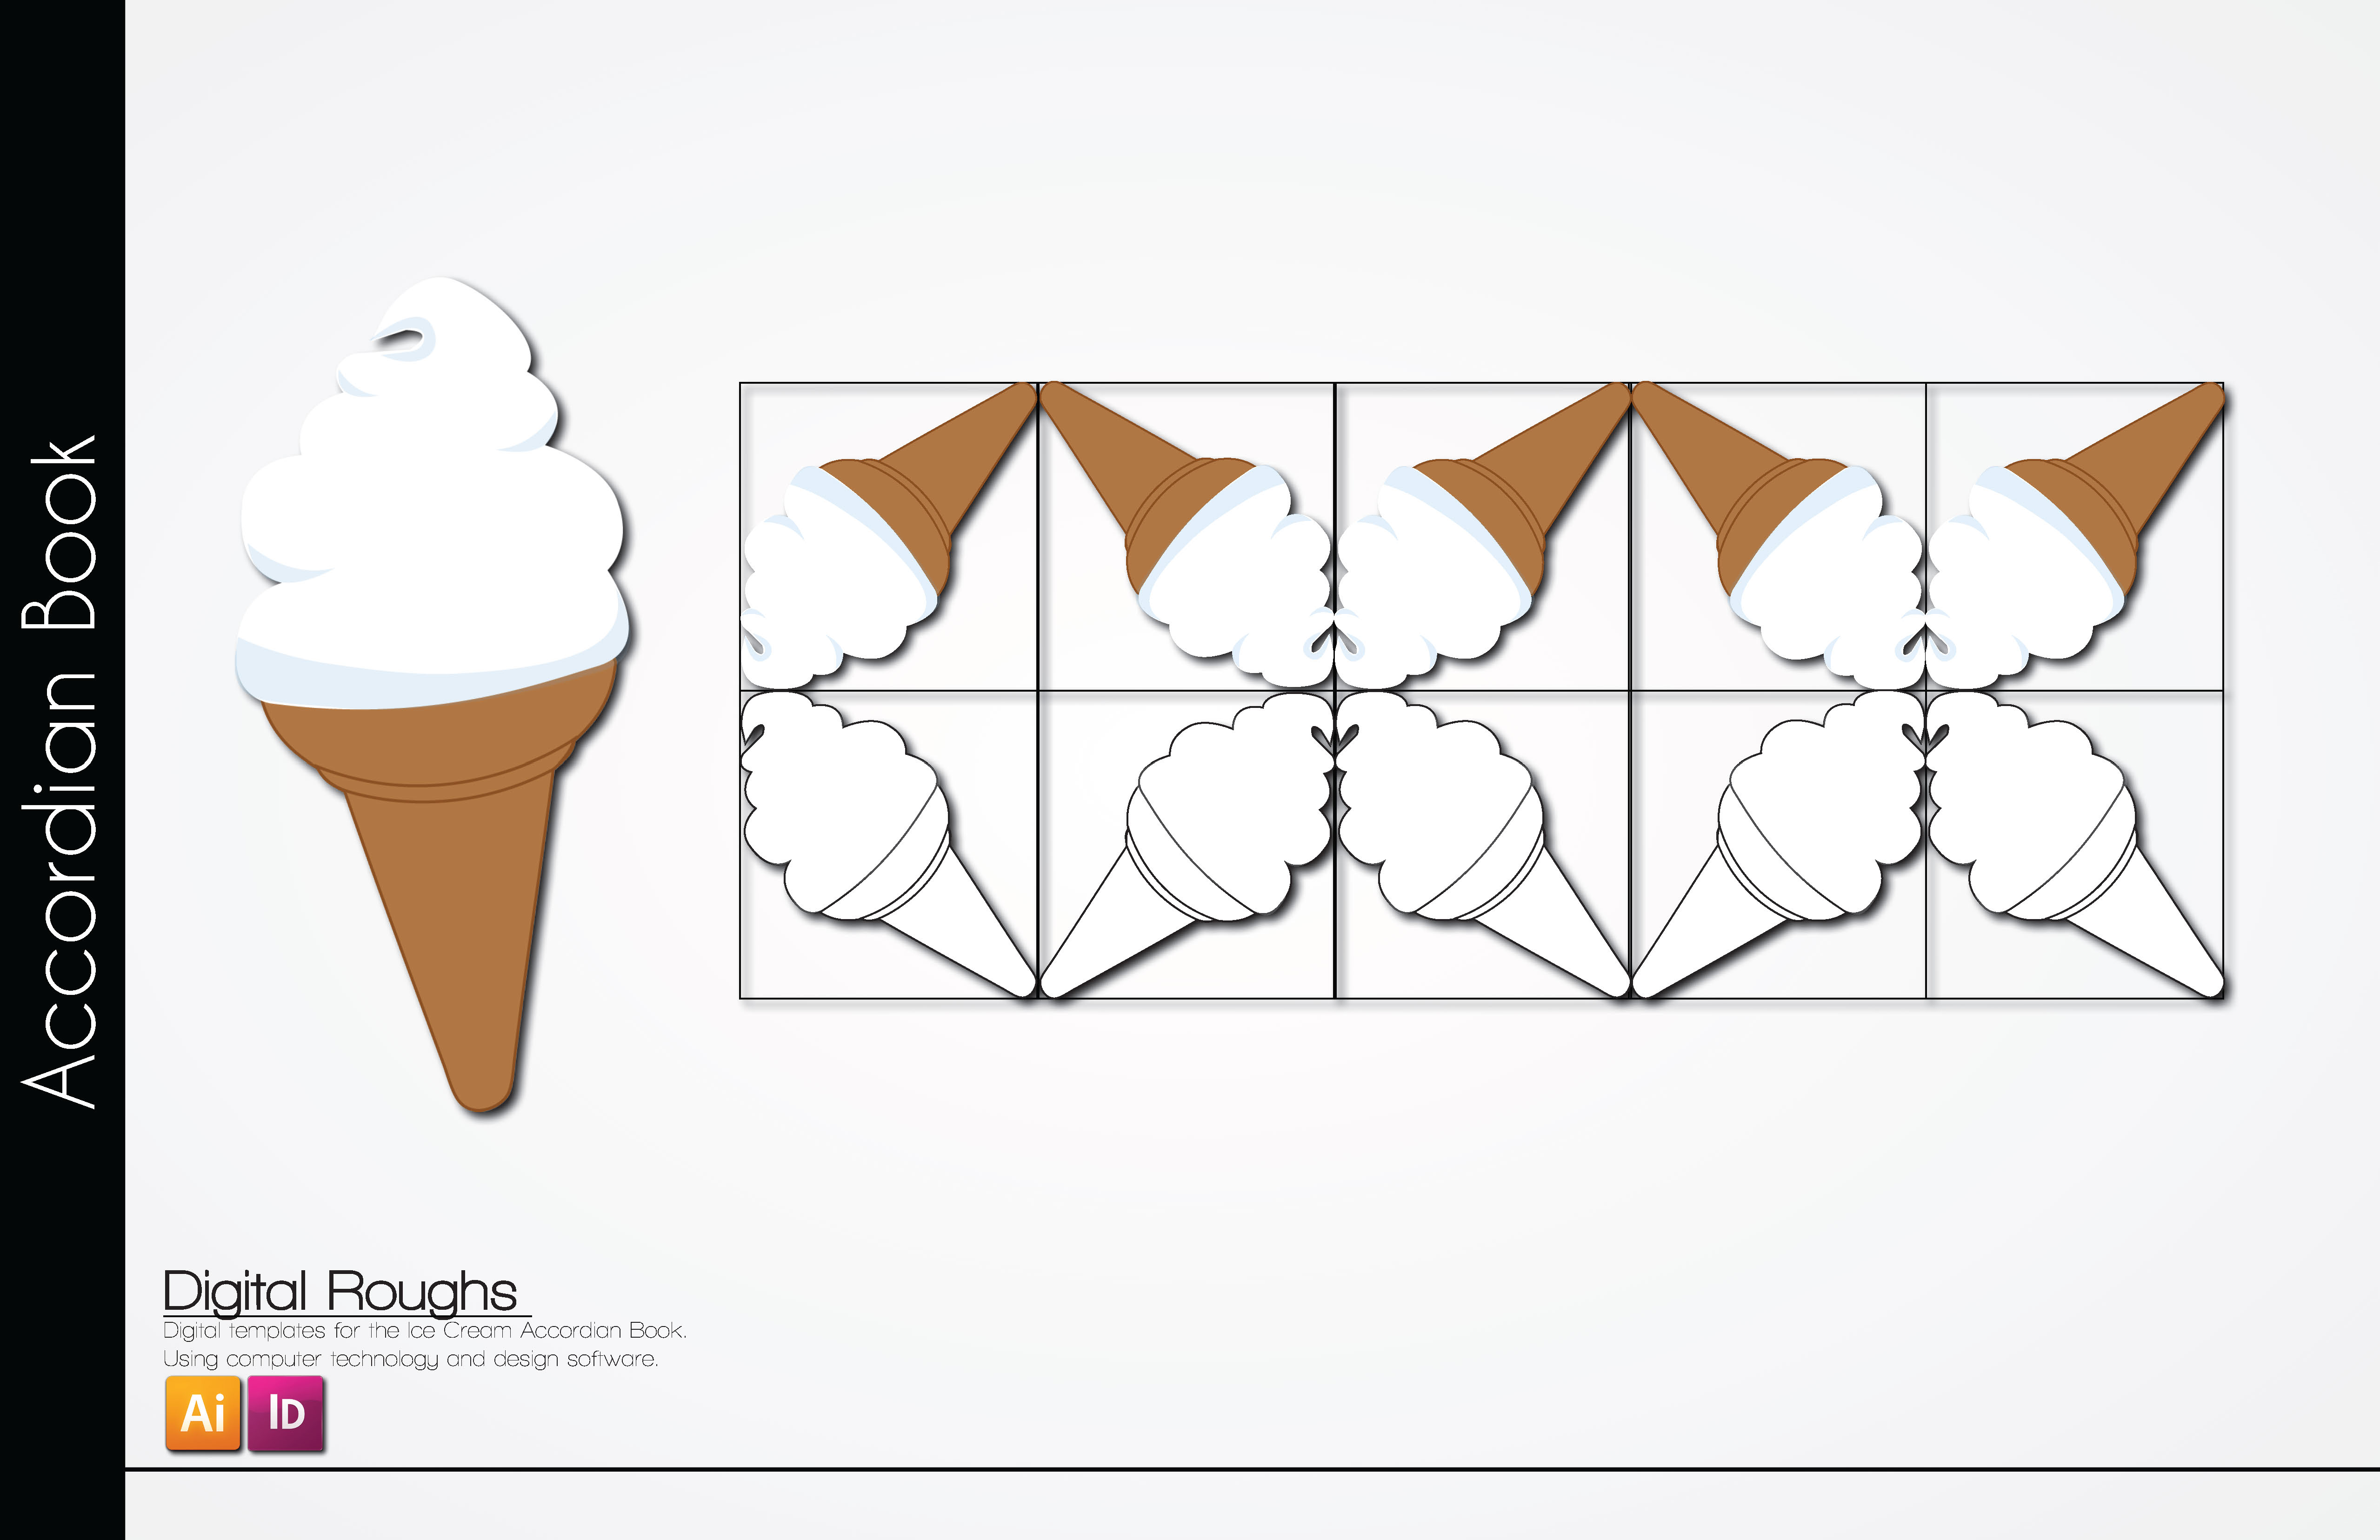 Accordian Book
Digital Roughs
Digital templates for the Ice Cream Accordian Book.
Using computer technology and design software.
Ai ID